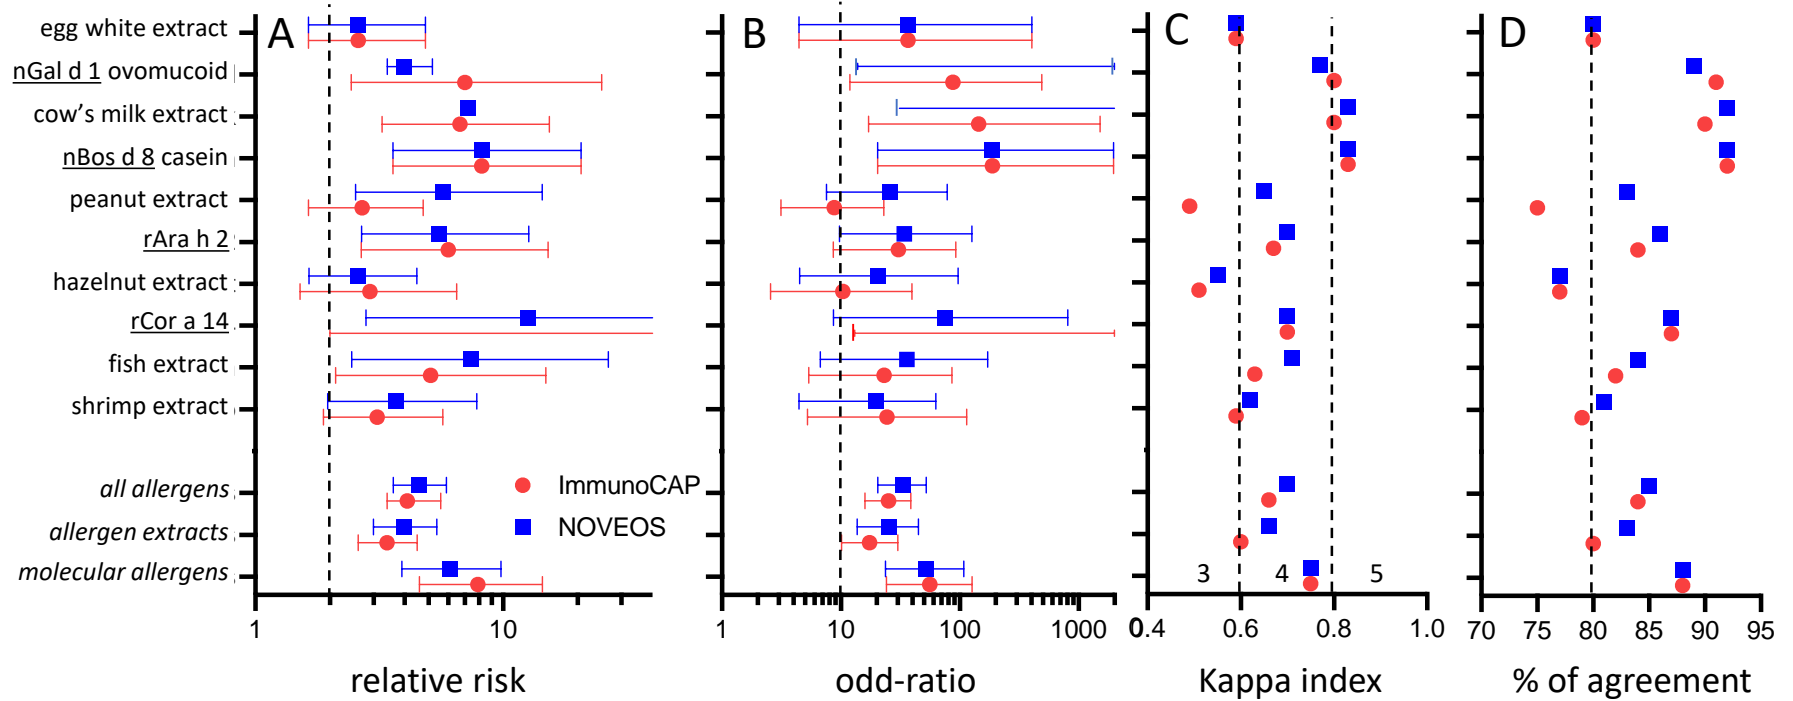 A
B
C
D
egg white extract
nGal d 1 ovomucoid
cow's milk extract
nBos d 8 casein
peanut extract
rAra h 2
hazelnut extract
rCor a 14
fish extract
shrimp extract
all allergens
allergen extracts
molecular allergens
ImmunoCAP
NOVEOS
3 4 5
1 10
1 10 100 1000
0.4 0.6 0.8 1.0
70 75 80 85 90 95
relative risk
odd-ratio
Kappa index
% of agreement